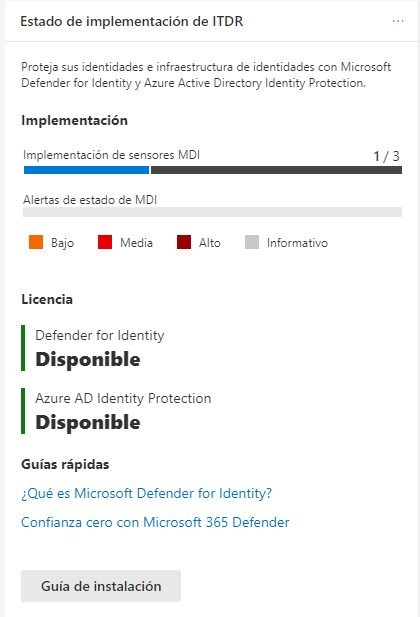 Estado de implementación de ITDR
Proteja sus identidades e infraestructura de identidades con Microsoft
Defender for Identity y Azure Active Directory Identity Protection.
Implementación
Implementación de sensores MDI 1 / 3
Alertas de estado de MDI
Bajo Media Alto Informativo
Licencia
Defender for Identity
Disponible
Azure AD Identity Protection
Disponible
Guías rápidas
¿Qué es Microsoft Defender for Identity?
Confianza cero con Microsoft 365 Defender
Guía de instalación